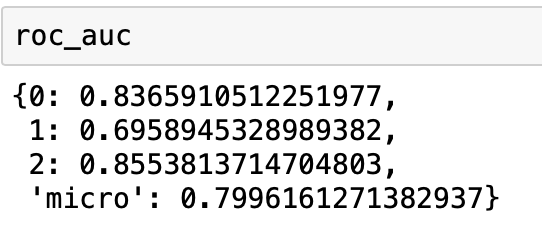 roc_auc
{0: 0.8365910512251977,
1: 0.6958945328989382,
2: 0.8553813714704803,
'micro': 0.7996161271382937}